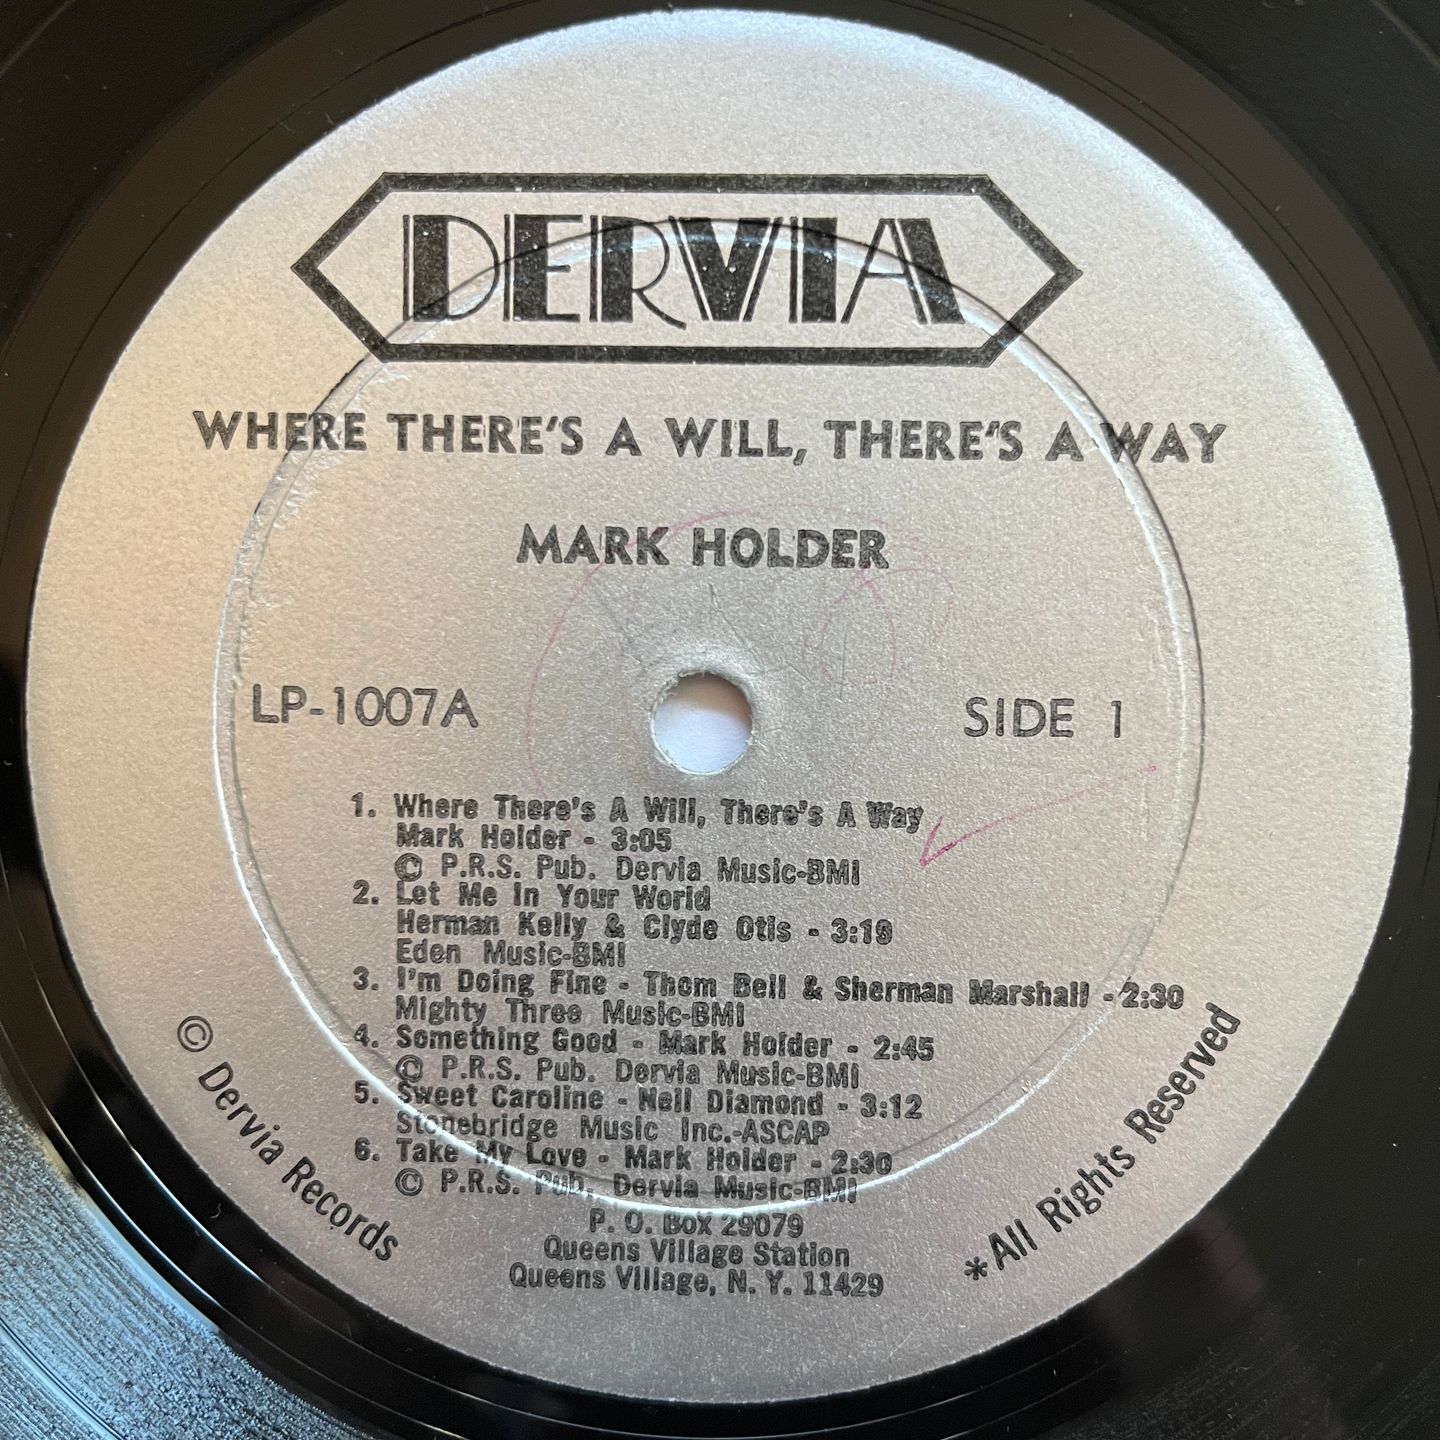 DERVIA
WHERE THERE'S A WILL, THERE'S A WAY
MARK HOLDER
LP-1007A
SIDE 1
1. Where There's A Will, There's A Way
Mark Holder - 3:05
© P.R.S. Pub. Dervia Music-BMI
2. Let Me In Your World
Herman Kelly & Clyde Otis - 3:19
Eden Music-BMI
3. I'm Doing Fine - Thom Bell & Sherman Marshall - 2:30
Mighty Three Music-BMI
4. Something Good - Mark Holder - 2:45
© P.R.S. Pub. Dervia Music-BMI
5. Sweet Caroline - Neil Diamond - 3:12
Stonebridge Music Inc.-ASCAP
6. Take My Love - Mark Holder - 2:30
© P.R.S. Pub. Dervia Music-BMI
P. O. Box 29079
Queens Village Station
Queens Village, N. Y. 11429
© Dervia Records
*All Rights Reserved